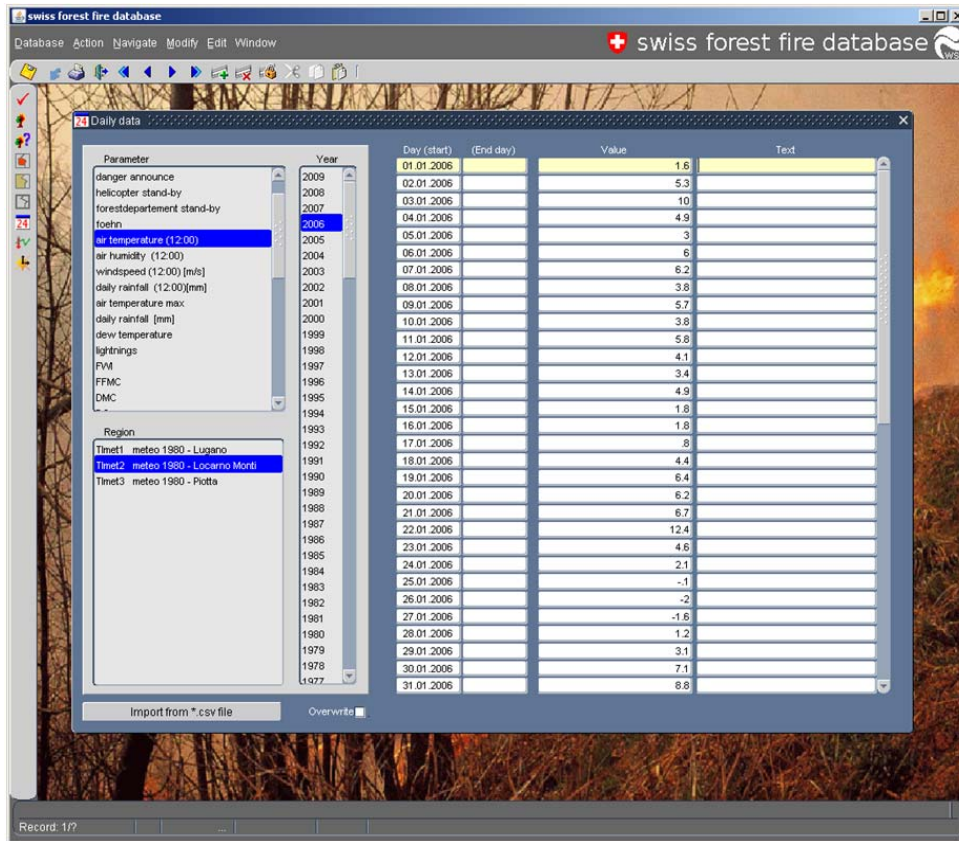 swiss forest fire database
Database Action Navigate Modify Edit Window
swiss forest fire database
WS
24 Daily data
24
Parameter
danger announce
helicopter stand-by
forestdepartement stand-by
foehn
air temperature (12:00)
air humidity (12:00)
windspeed (12:00) [m/s]
daily rainfall (12:00)[mm]
air temperature max
daily rainfall [mm]
dew temperature
lightnings
FWI
FFMC
DMC
Region
TImet1 meteo 1980 - Lugano
TImet2 meteo 1980 - Locarno Monti
TImet3 meteo 1980 - Piotta
Import from *.csv file
Year
2009
2008
2007
2006
2005
2004
2003
2002
2001
2000
1999
1998
1997
1996
1995
1994
1993
1992
1991
1990
1989
1988
1987
1986
1985
1984
1983
1982
1981
1980
1979
1978
1977
Overwrite
Day (start) (End day) Value Text
01.01.2006 1.6
02.01.2006 5.3
03.01.2006 10
04.01.2006 4.9
05.01.2006 3
06.01.2006 6
07.01.2006 6.2
08.01.2006 3.8
09.01.2006 5.7
10.01.2006 3.8
11.01.2006 5.8
12.01.2006 4.1
13.01.2006 3.4
14.01.2006 4.9
15.01.2006 1.8
16.01.2006 1.8
17.01.2006 .8
18.01.2006 4.4
19.01.2006 6.4
20.01.2006 6.2
21.01.2006 6.7
22.01.2006 12.4
23.01.2006 4.6
24.01.2006 2.1
25.01.2006 -.1
26.01.2006 -2
27.01.2006 -1.6
28.01.2006 1.2
29.01.2006 3.1
30.01.2006 7.1
31.01.2006 8.8
Record: 1/? ...